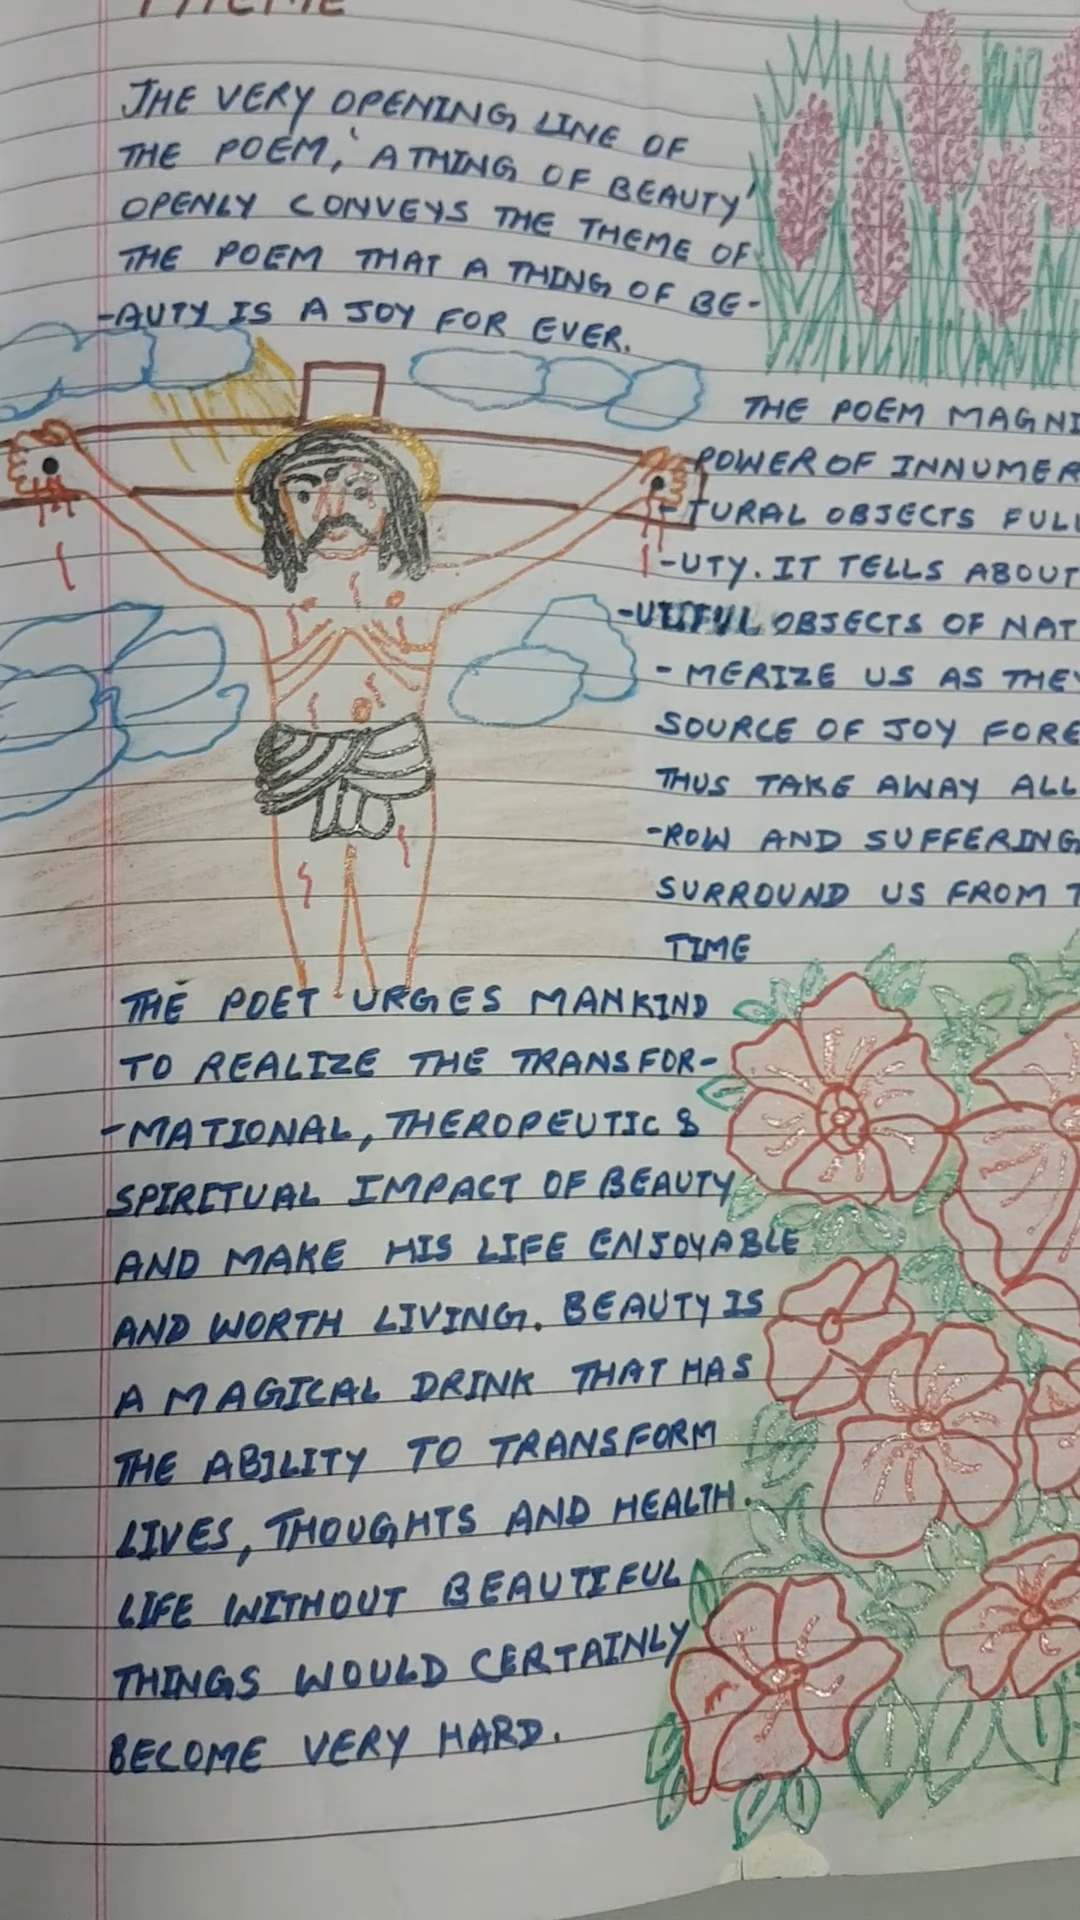 THEME
THE VERY OPENING LINE OF
THE POEM, 'A THING OF BEAUTY'
OPENLY CONVEYS THE THEME OF
THE POEM THAT A THING OF BE-
-AUTY IS A JOY FOR EVER.
THE POEM MAGNI
POWER OF INNUMER
-TURAL OBJECTS FULL
-UTY. IT TELLS ABOUT
-UTIFUL OBJECTS OF NAT
-MERIZE US AS THEY
SOURCE OF JOY FORE
THUS TAKE AWAY ALL
-ROW AND SUFFERING
SURROUND US FROM T
TIME
THE POET URGES MANKIND
TO REALIZE THE TRANSFOR-
-MATIONAL, THEROPEUTIC &
SPIRITUAL IMPACT OF BEAUTY
AND MAKE HIS LIFE ENJOYABLE
AND WORTH LIVING. BEAUTY IS
A MAGICAL DRINK THAT HAS
THE ABILITY TO TRANSFORM
LIVES, THOUGHTS AND HEALTH.
LIFE WITHOUT BEAUTIFUL
THINGS WOULD CERTAINLY
BECOME VERY HARD.